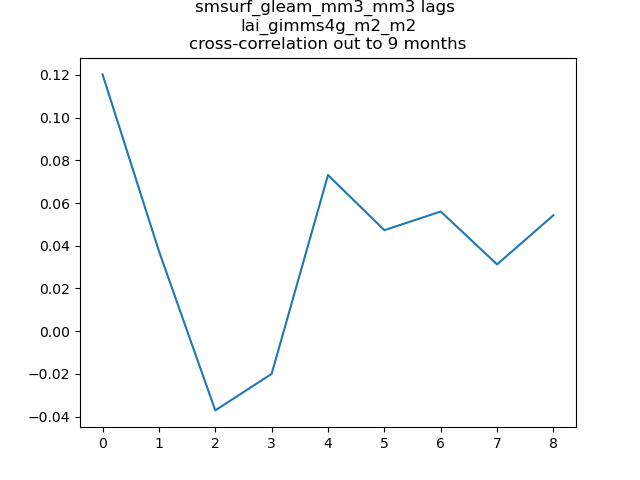 smsurf_gleam_mm3_mm3 lags
lai_gimms4g_m2_m2
cross-correlation out to 9 months
0.12
0.10
0.08
0.06
0.04
0.02
0.00
−0.02
−0.04
0 1 2 3 4 5 6 7 8